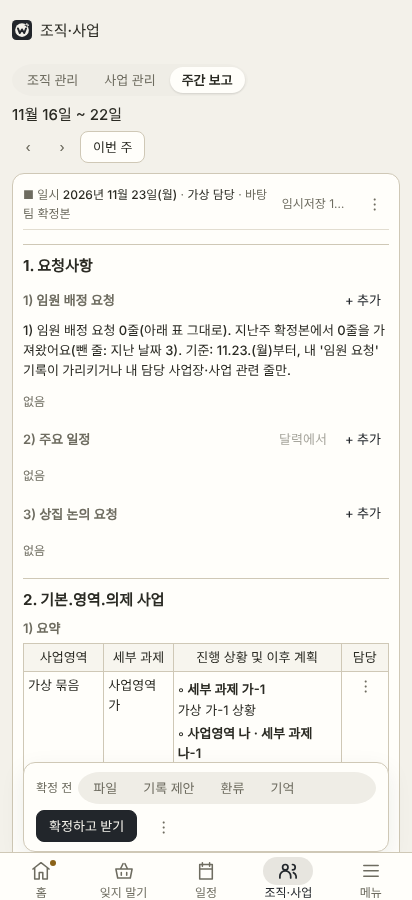 조직·사업
조직 관리 사업 관리 주간 보고
11월 16일 ~ 22일
‹ › 이번 주
■ 일시 2026년 11월 23일(월) · 가상 담당 · 바탕
팀 확정본
임시저장 1...
⋮
1. 요청사항
1) 임원 배정 요청 + 추가
1) 임원 배정 요청 0줄(아래 표 그대로). 지난주 확정본에서 0줄을 가
져왔어요(뺀 줄: 지난 날짜 3). 기준: 11.23.(월)부터, 내 '임원 요청'
기록이 가리키거나 내 담당 사업장·사업 관련 줄만.
없음
2) 주요 일정 달력에서 + 추가
없음
3) 상집 논의 요청 + 추가
없음
2. 기본.영역.의제 사업
1) 요약
사업영역 세부 과제 진행 상황 및 이후 계획 담당
가상 묶음
사업영역
가
◦ 세부 과제 가-1
가상 가-1 상황
◦ 사업영역 나 · 세부 과제
나-1
⋮
확정 전 파일 기록 제안 환류 기억
확정하고 받기 ⋮
홈 잊지 말기 일정 조직·사업 메뉴